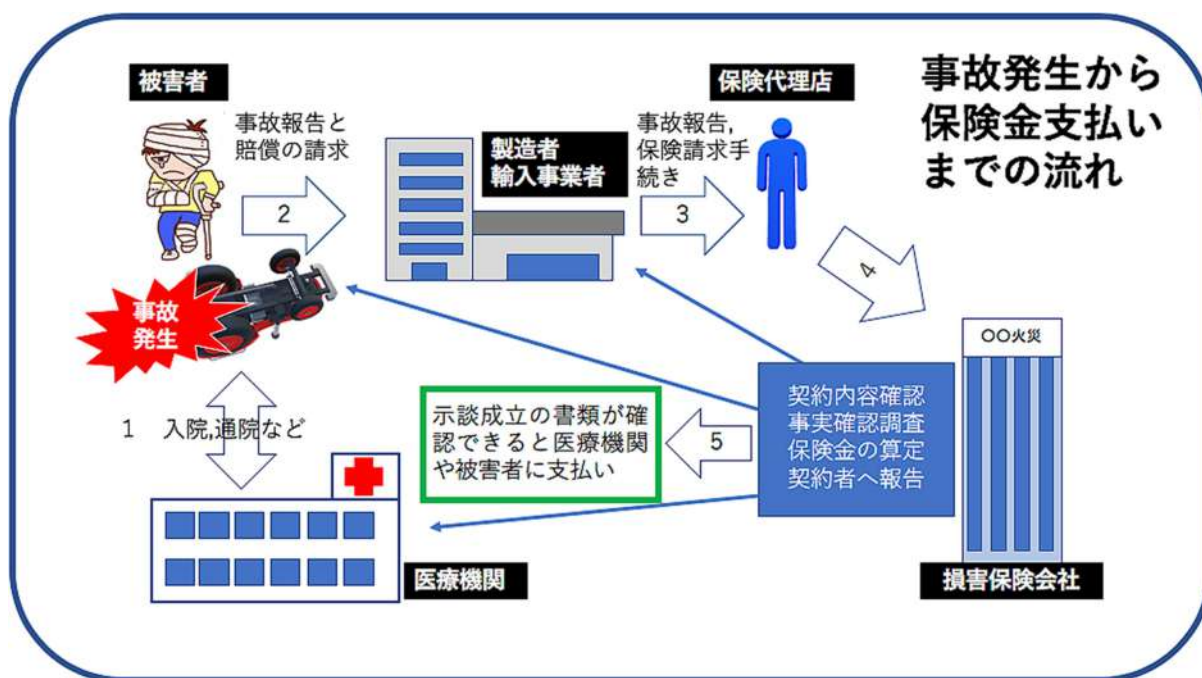 事故発生から
保険金支払い
までの流れ
被害者
事故報告と
賠償の請求
2
製造者
輸入事業者
保険代理店
事故報告,
保険請求手
続き
3
4
事故
発生
1 入院,通院など
医療機関
〇〇火災
損害保険会社
契約内容確認
事実確認調査
保険金の算定
契約者へ報告
5
示談成立の書類が確
認できると医療機関
や被害者に支払い